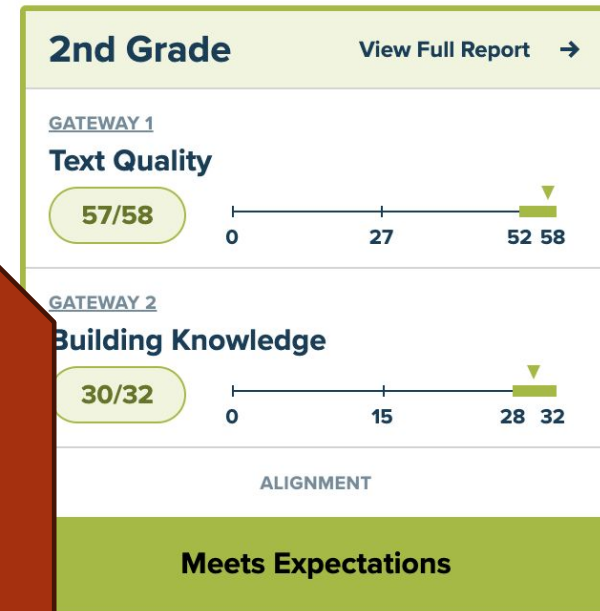 2nd Grade View Full Report →
GATEWAY 1
Text Quality
57/58
0 27 52 58
GATEWAY 2
Building Knowledge
30/32
0 15 28 32
ALIGNMENT
Meets Expectations